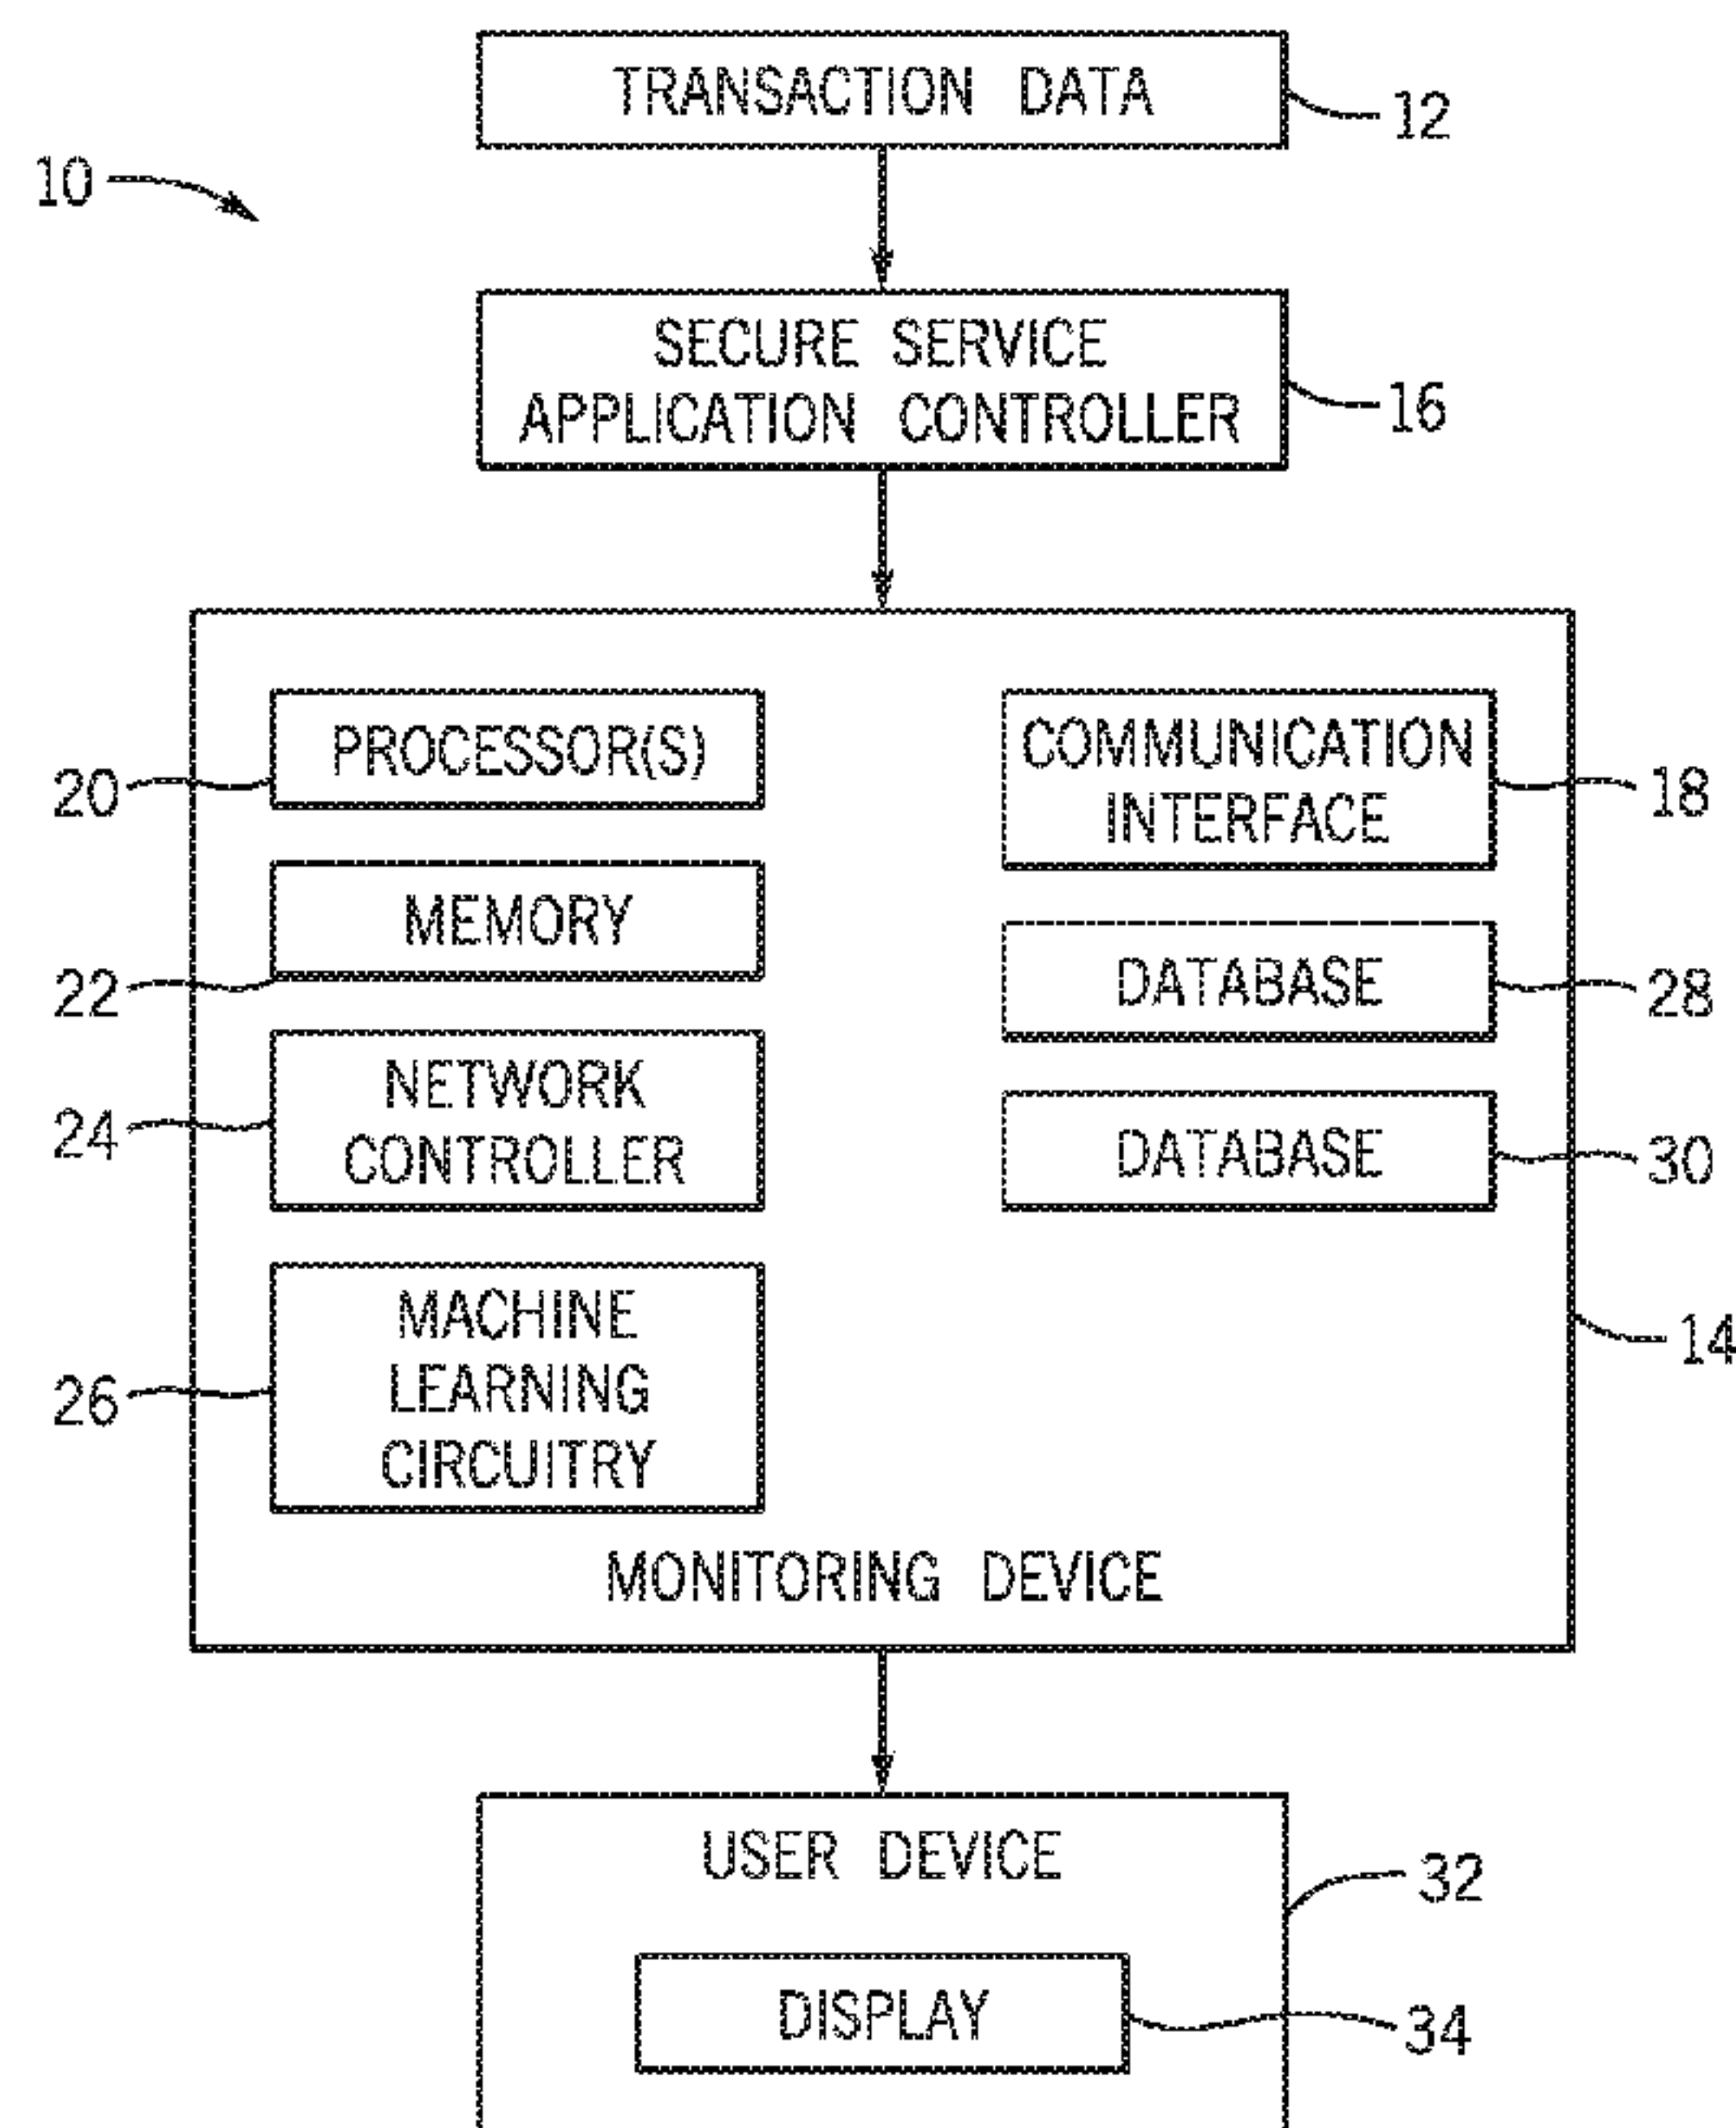 TRANSACTION DATA
12
10
SECURE SERVICE
APPLICATION CONTROLLER
16
PROCESSOR(S)
20
COMMUNICATION
INTERFACE
18
MEMORY
22
DATABASE
28
NETWORK
CONTROLLER
24
DATABASE
30
MACHINE
LEARNING
CIRCUITRY
26
14
MONITORING DEVICE
USER DEVICE
32
DISPLAY
34